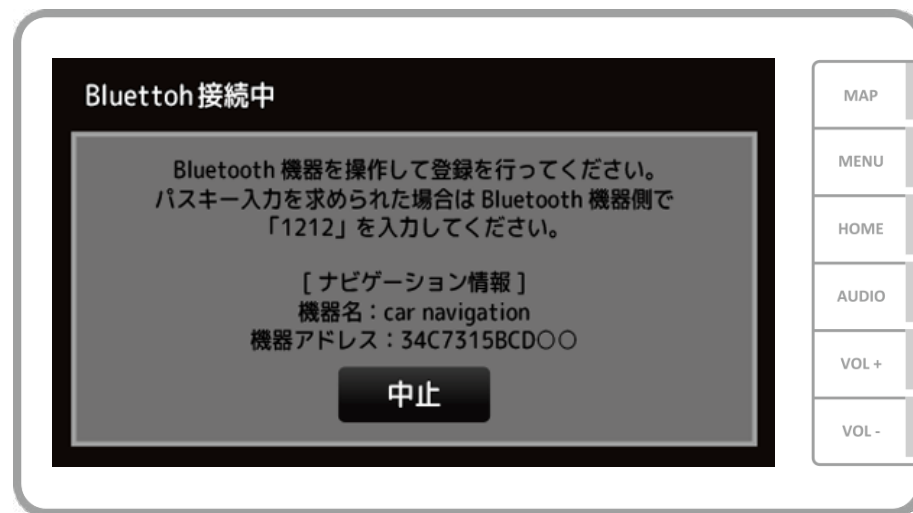 Bluettoh接続中
Bluetooth 機器を操作して登録を行ってください。
パスキー入力を求められた場合は Bluetooth 機器側で
「1212」を入力してください。
[ ナビゲーション情報 ]
機器名：car navigation
機器アドレス：34C7315BCD○○
中止
MAP
MENU
HOME
AUDIO
VOL +
VOL -